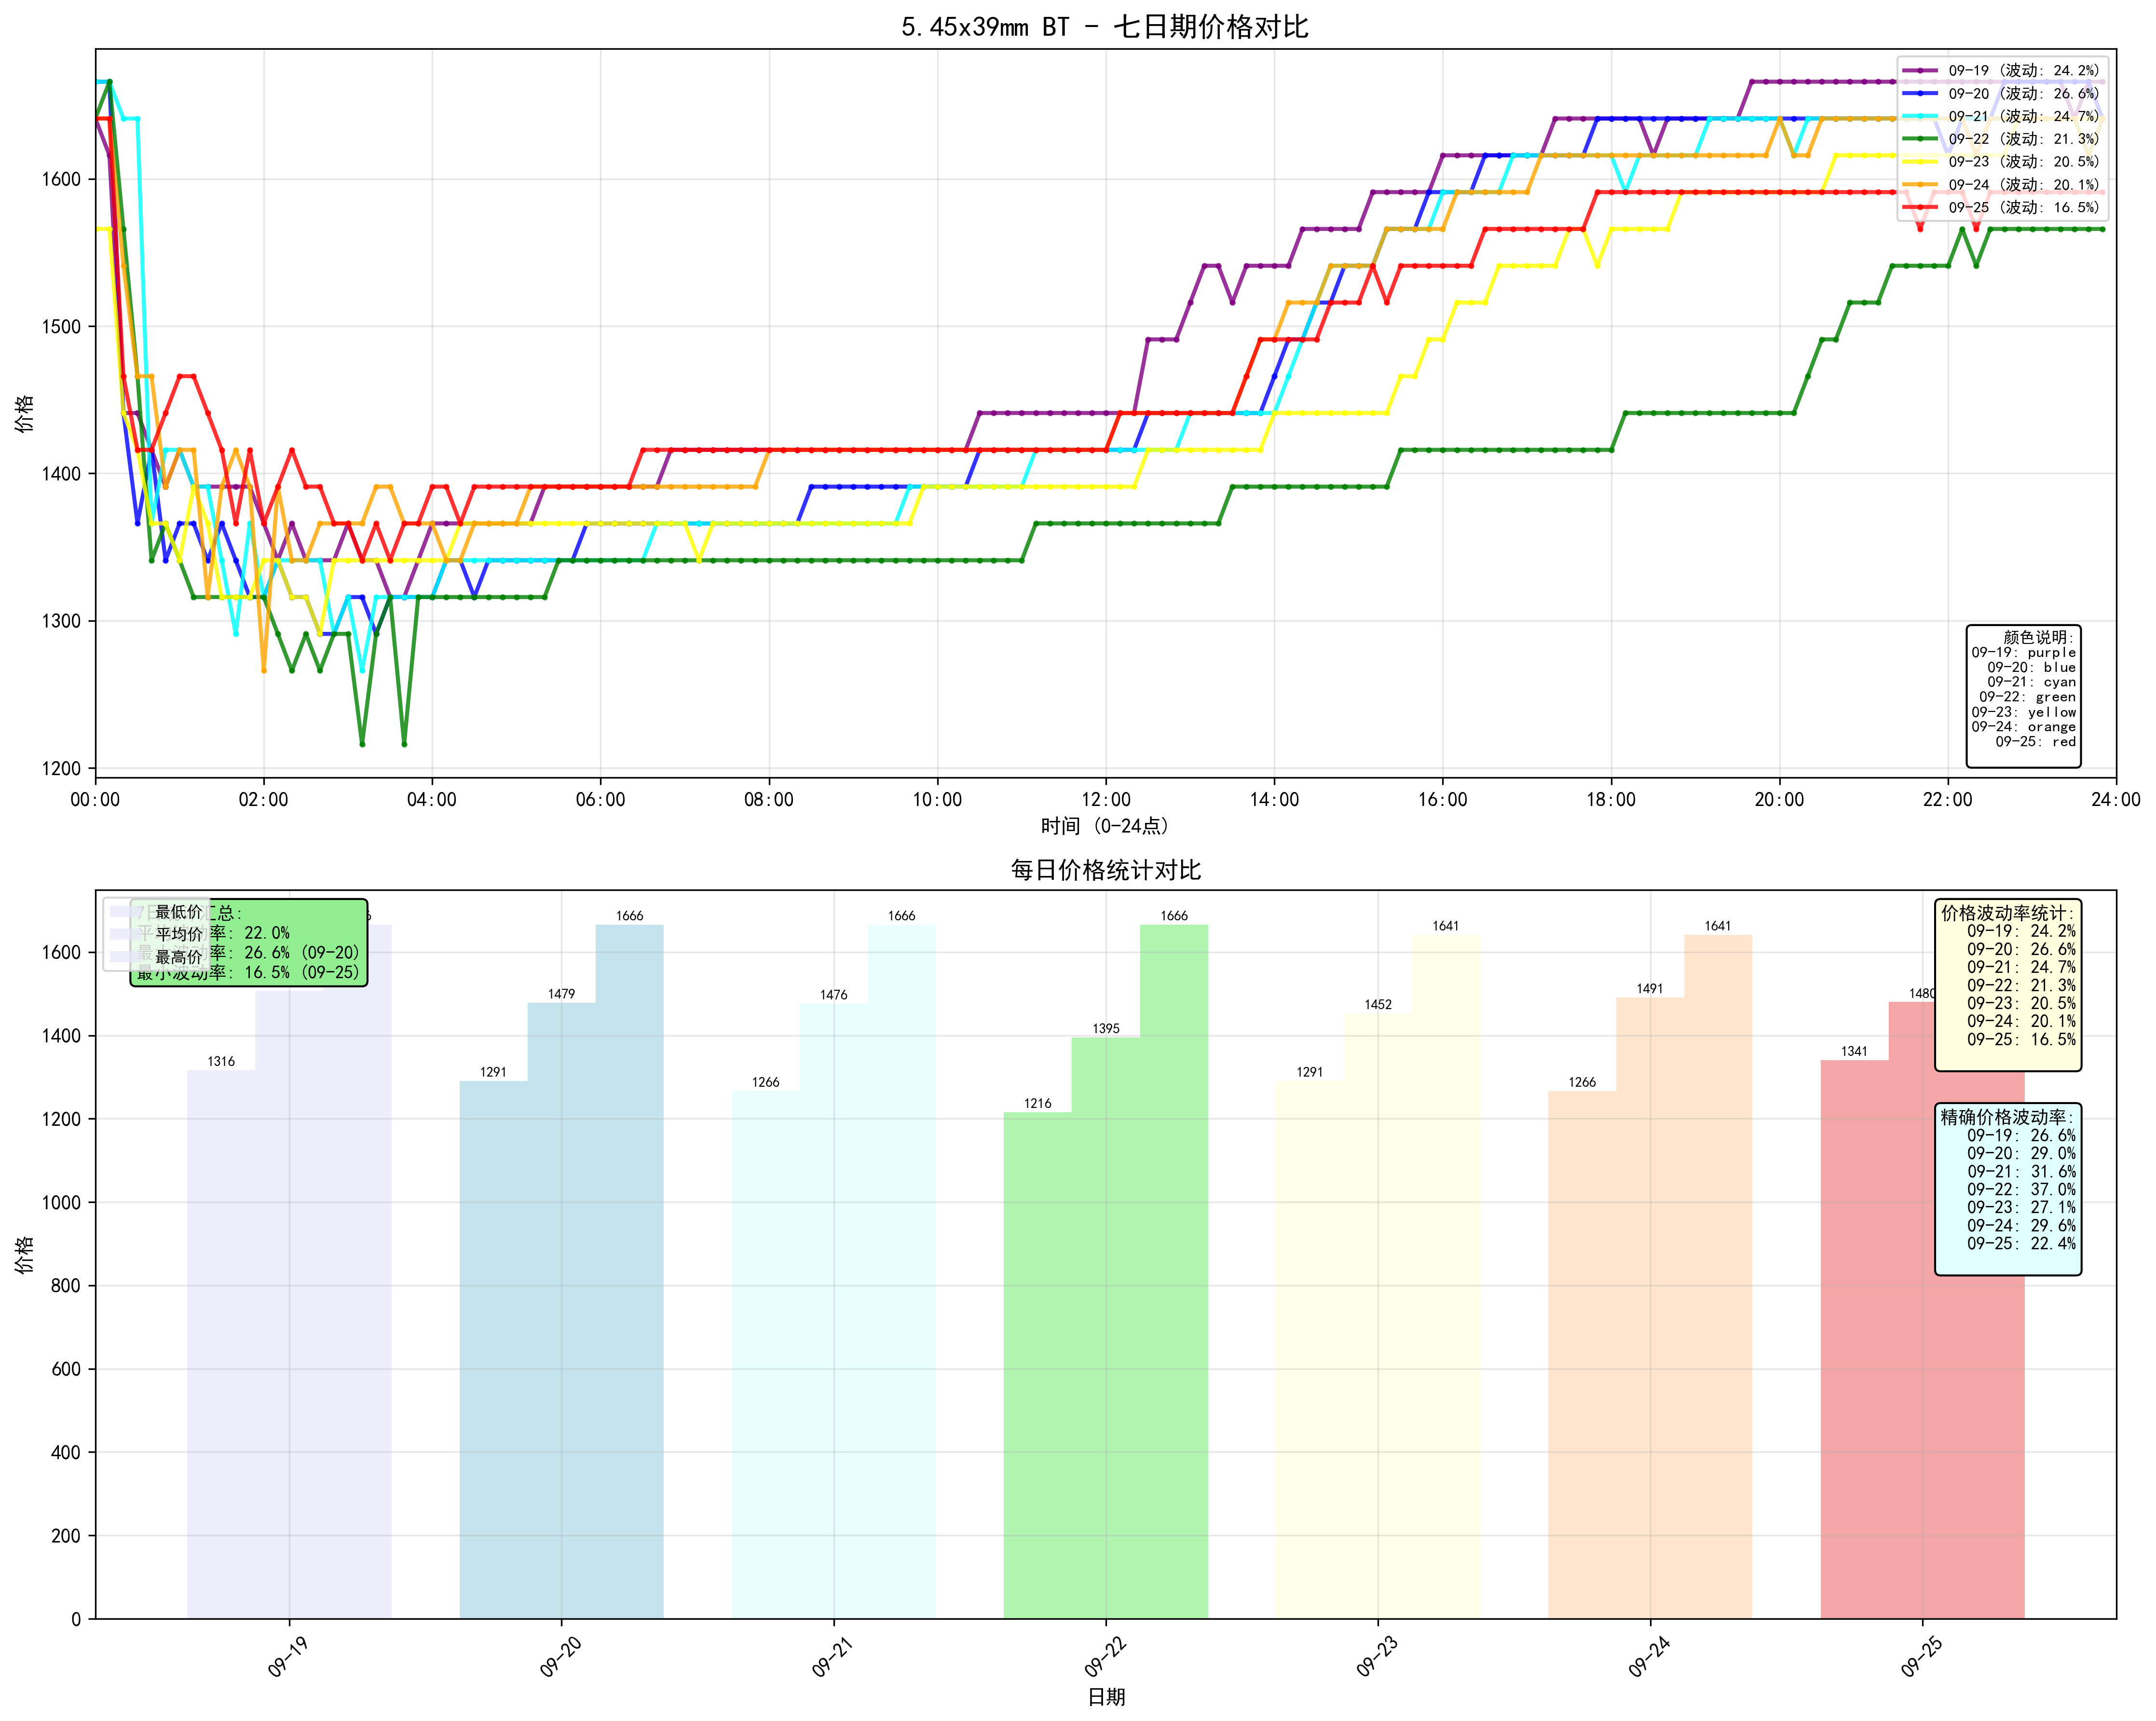 5.45x39mm BT - 七日期价格对比
价格
1600
1500
1400
1300
1200
09-19 (波动: 24.2%)
09-20 (波动: 26.6%)
09-21 (波动: 24.7%)
09-22 (波动: 21.3%)
09-23 (波动: 20.5%)
09-24 (波动: 20.1%)
09-25 (波动: 16.5%)
颜色说明:
09-19: purple
09-20: blue
09-21: cyan
09-22: green
09-23: yellow
09-24: orange
09-25: red
00:00 02:00 04:00 06:00 08:00 10:00 12:00 14:00 16:00 18:00 20:00 22:00 24:00
时间 (0-24点)
每日价格统计对比
价格
1600
1400
1200
1000
800
600
400
200
0
最低价
平均价
最高价
汇总:
率: 22.0%
26.6% (09-20)
最小波动率: 16.5% (09-25)
1316
1291 1479 1666
1266 1476 1666
1216 1395 1666
1291 1452 1641
1266 1491 1641
1341 1480
价格波动率统计:
09-19: 24.2%
09-20: 26.6%
09-21: 24.7%
09-22: 21.3%
09-23: 20.5%
09-24: 20.1%
09-25: 16.5%
精确价格波动率:
09-19: 26.6%
09-20: 29.0%
09-21: 31.6%
09-22: 37.0%
09-23: 27.1%
09-24: 29.6%
09-25: 22.4%
09-19 09-20 09-21 09-22 09-23 09-24 09-25
日期